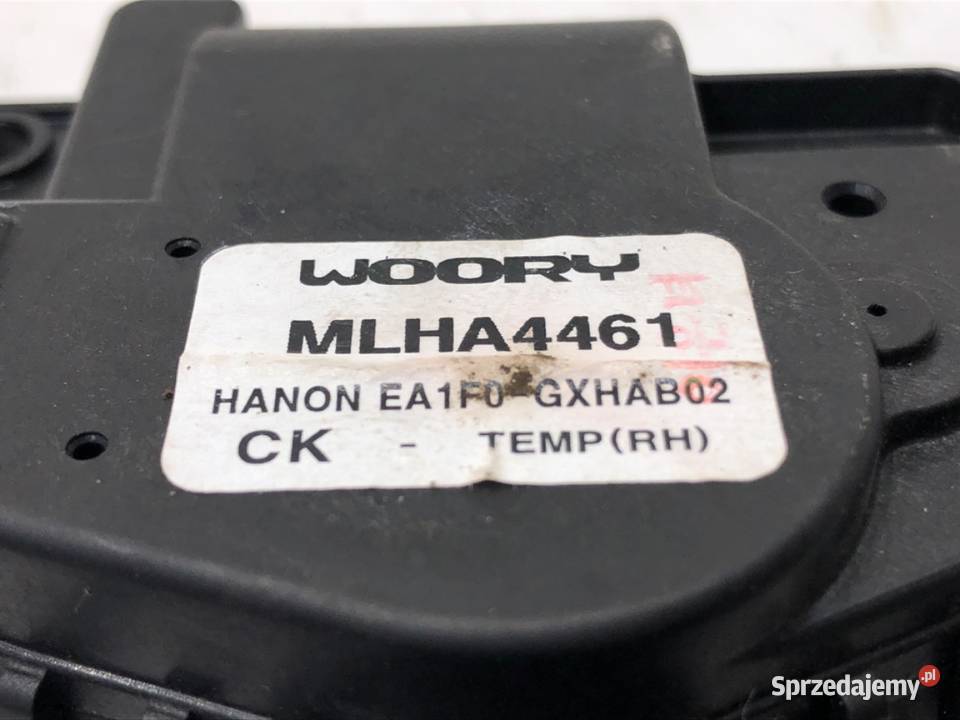 WOORY
MLHA4461
HANON EA1F0-GXHAB02
CK - TEMP(RH)
Sprzedajemy.pl